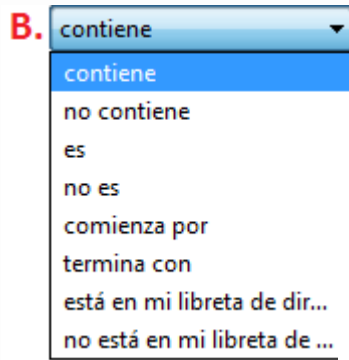 B. contiene
contiene
no contiene
es
no es
comienza por
termina con
está en mi libreta de dir...
no está en mi libreta de ...